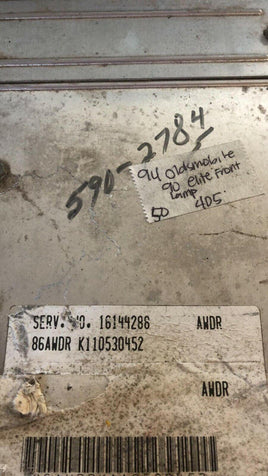 590-2784
94 Oldsmobile
90 elite Front
Lamp
50 405
SERV. NO. 16144286 AWDR
86AWDR K110530452
AWDR